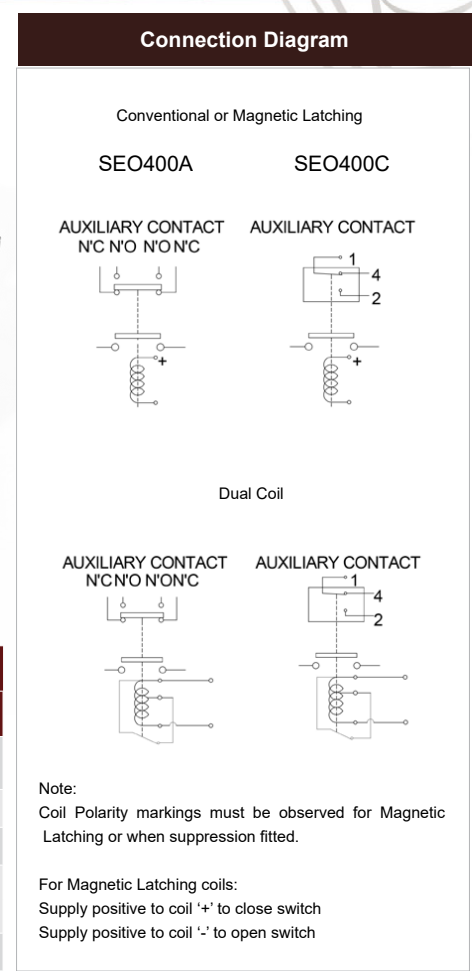 Connection Diagram
Conventional or Magnetic Latching
SEO400A SEO400C
AUXILIARY CONTACT AUXILIARY CONTACT
N'C N'O N'O N'C
1
4
2
+ +
Dual Coil
AUXILIARY CONTACT AUXILIARY CONTACT
N'C N'O N'O N'C
1
4
2
Note:
Coil Polarity markings must be observed for Magnetic
Latching or when suppression fitted.
For Magnetic Latching coils:
Supply positive to coil ‘+’ to close switch
Supply positive to coil ‘-’ to open switch